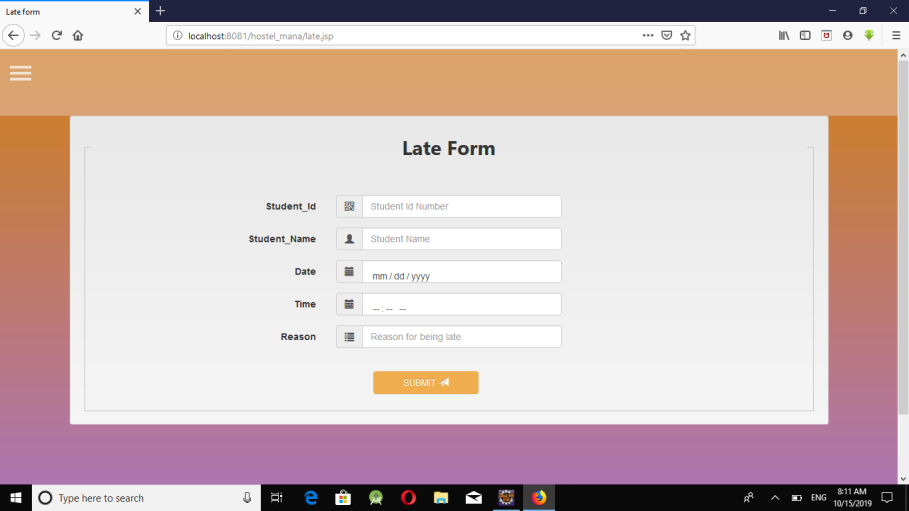 Late form
localhost:8081/hostel_mana/late.jsp
Late Form
Student_Id
Student Id Number
Student_Name
Student Name
Date
mm / dd / yyyy
Time
-- : -- --
Reason
Reason for being late
SUBMIT
Type here to search
ENG
8:11 AM
10/15/2019